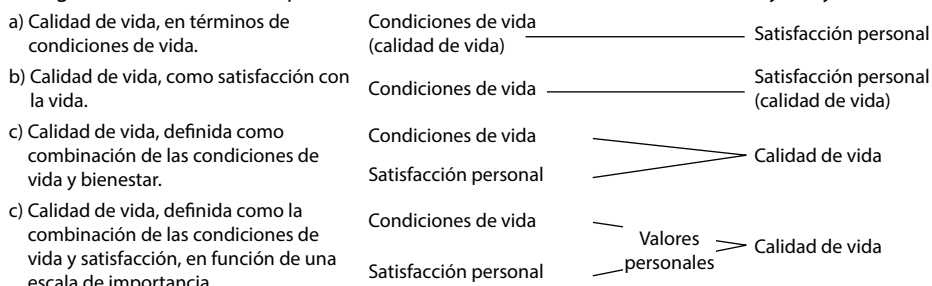 a) Calidad de vida, en términos de
condiciones de vida.
Condiciones de vida
(calidad de vida)
Satisfacción personal
b) Calidad de vida, como satisfacción con
la vida.
Condiciones de vida
Satisfacción personal
(calidad de vida)
c) Calidad de vida, definida como
combinación de las condiciones de
vida y bienestar.
Condiciones de vida
Satisfacción personal
Calidad de vida
c) Calidad de vida, definida como la
combinación de las condiciones de
vida y satisfacción, en función de una
escala de importancia
Condiciones de vida
Satisfacción personal
Valores
personales
Calidad de vida